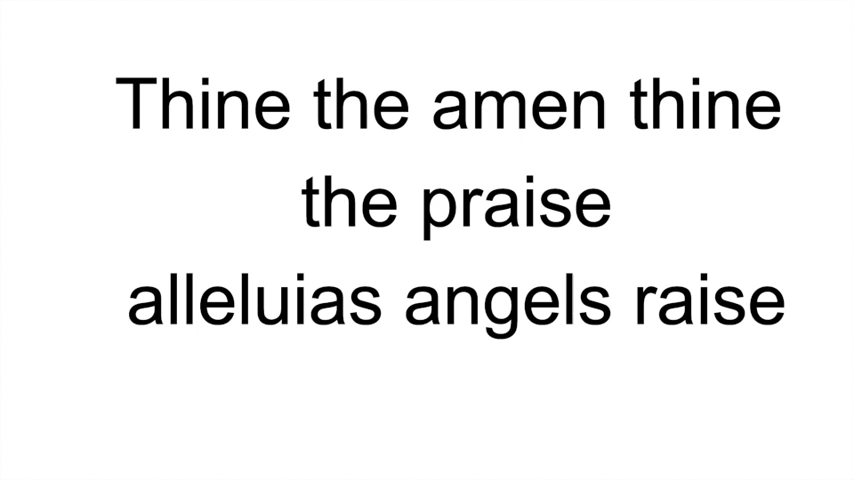 Thine the amen thine
the praise
alleluias angels raise